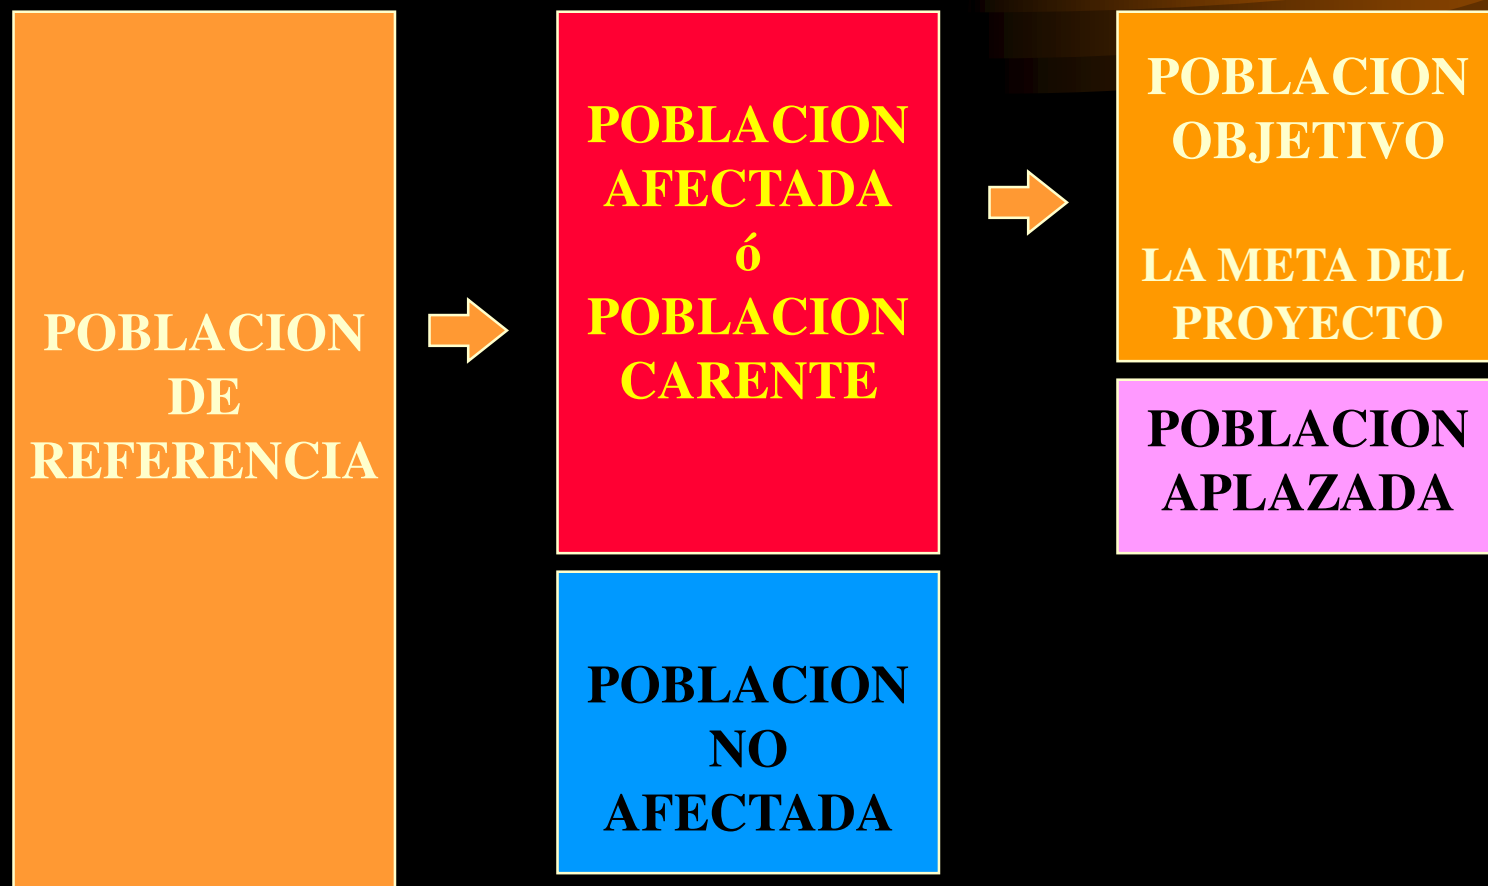 POBLACION
DE
REFERENCIA
POBLACION
AFECTADA
ó
POBLACION
CARENTE
POBLACION
NO
AFECTADA
POBLACION
OBJETIVO
LA META DEL
PROYECTO
POBLACION
APLAZADA